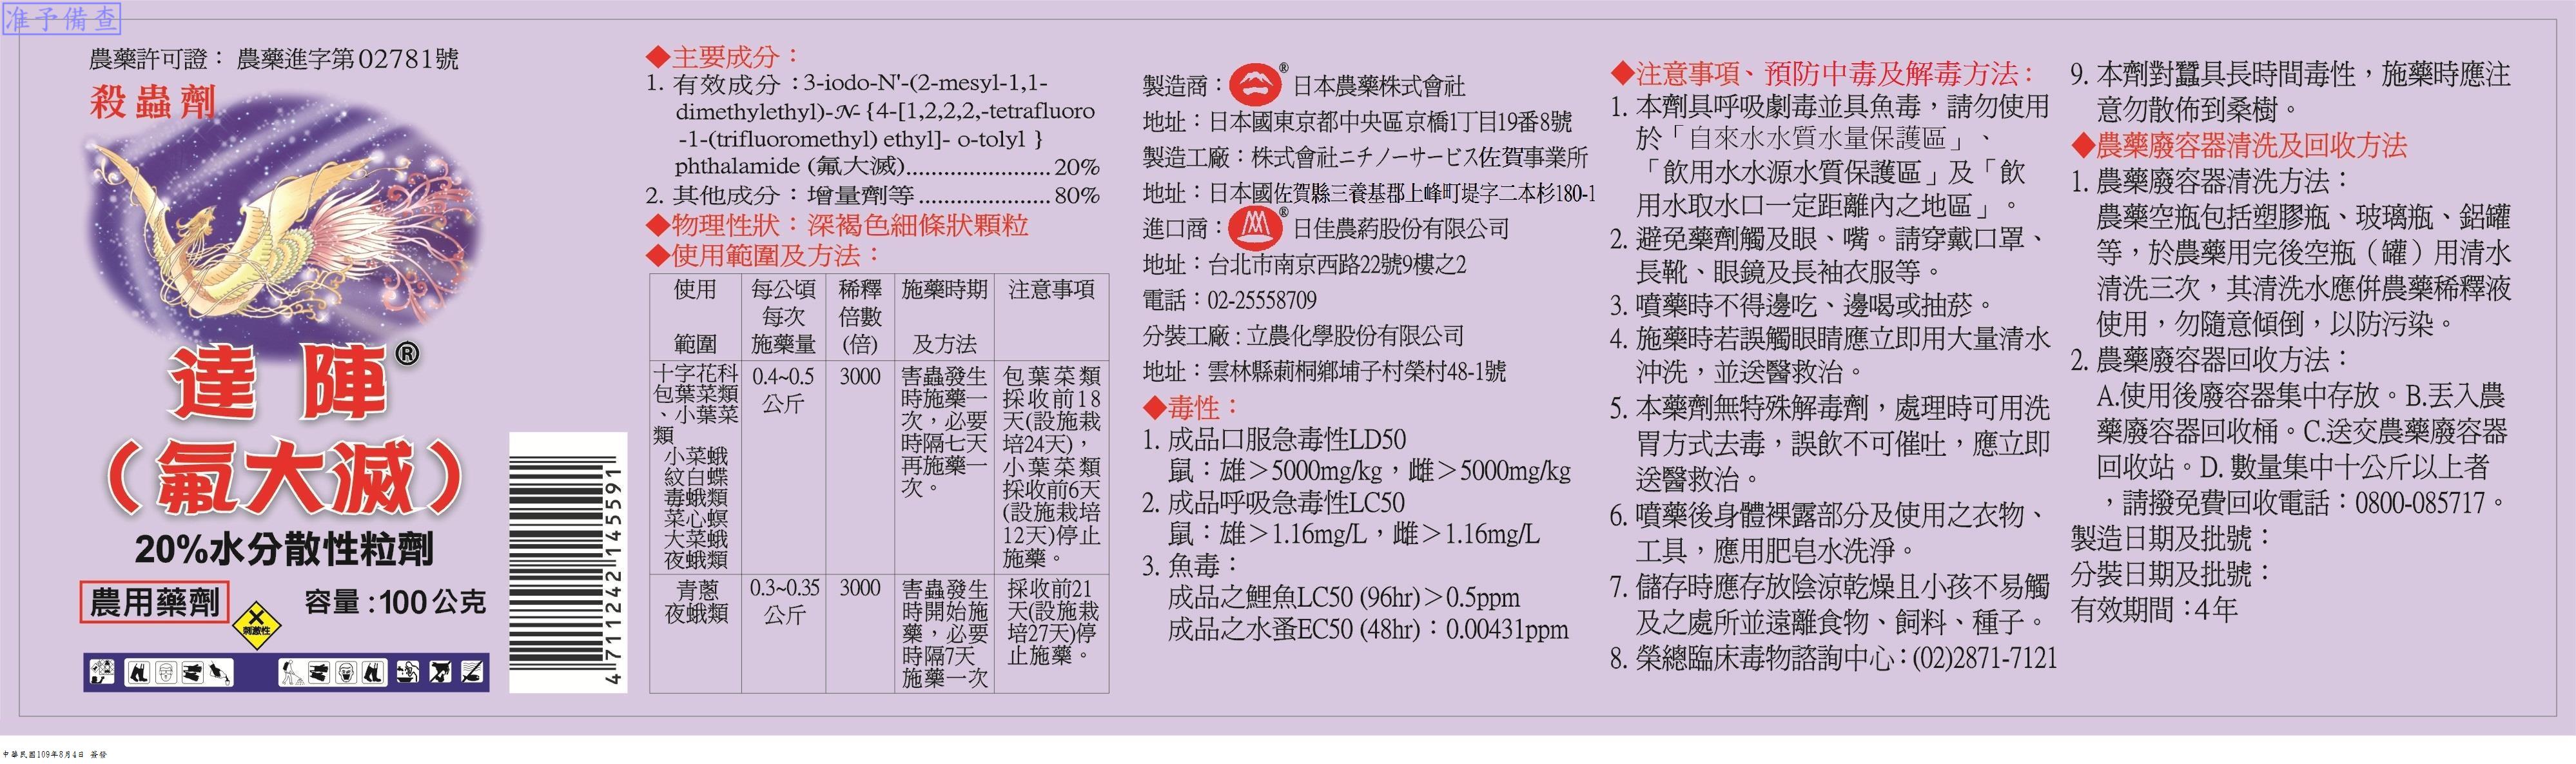 准予備查
農藥許可證： 農藥進字第02781號
殺蟲劑
達 陣®
（氟大滅）
20%水分散性粒劑
農用藥劑
刺激性
容量：100公克
4711242145591
◆主要成分：
1. 有效成分：3-iodo-N'-(2-mesyl-1,1-
dimethylethyl)-N-{4-[1,2,2,2,-tetrafluoro
-1-(trifluoromethyl) ethyl]- o-tolyl }
phthalamide (氟大滅)........................ 20%
2. 其他成分：增量劑等...................... 80%
◆物理性狀：深褐色細條狀顆粒
◆使用範圍及方法：
使用
範圍
每公頃
每次
施藥量
稀釋
倍數
(倍)
施藥時期
及方法
注意事項
十字花科
包葉菜類
、小葉菜
類
小菜蛾
紋白蝶
毒蛾類
菜心螟
大菜蛾
夜蛾類
0.4~0.5
公斤
3000
害蟲發生
時施藥一
次，必要
時隔七天
再施藥一
次。
包葉菜類
採收前18
天(設施栽
培24天)，
小葉菜類
採收前6天
(設施栽培
12天)停止
施藥。
青蔥
夜蛾類
0.3~0.35
公斤
3000
害蟲發生
時開始施
藥，必要
時隔7天
施藥一次
採收前21
天(設施栽
培27天)停
止施藥。
製造商：®日本農藥株式會社
地址：日本國東京都中央區京橋1丁目19番8號
製造工廠：株式會社ニチノーサービス佐賀事業所
地址：日本國佐賀縣三養基郡上峰町堤字二本杉180-1
進口商：®日佳農葯股份有限公司
地址：台北市南京西路22號9樓之2
電話：02-25558709
分裝工廠：立農化學股份有限公司
地址：雲林縣莿桐鄉埔子村榮村48-1號
◆毒性：
1. 成品口服急毒性LD50
鼠：雄＞5000mg/kg，雌＞5000mg/kg
2. 成品呼吸急毒性LC50
鼠：雄＞1.16mg/L，雌＞1.16mg/L
3. 魚毒：
成品之鯉魚LC50 (96hr)＞0.5ppm
成品之水蚤EC50 (48hr)：0.00431ppm
◆注意事項、預防中毒及解毒方法：
1. 本劑具呼吸劇毒並具魚毒，請勿使用
於「自來水水質水量保護區」、
「飲用水水源水質保護區」及「飲
用水取水口一定距離內之地區」。
2. 避免藥劑觸及眼、嘴。請穿戴口罩、
長靴、眼鏡及長袖衣服等。
3. 噴藥時不得邊吃、邊喝或抽菸。
4. 施藥時若誤觸眼睛應立即用大量清水
沖洗，並送醫救治。
5. 本藥劑無特殊解毒劑，處理時可用洗
胃方式去毒，誤飲不可催吐，應立即
送醫救治。
6. 噴藥後身體裸露部分及使用之衣物、
工具，應用肥皂水洗淨。
7. 儲存時應存放陰涼乾燥且小孩不易觸
及之處所並遠離食物、飼料、種子。
8. 榮總臨床毒物諮詢中心：(02)2871-7121
9. 本劑對蠶具長時間毒性，施藥時應注
意勿散佈到桑樹。
◆農藥廢容器清洗及回收方法
1. 農藥廢容器清洗方法：
農藥空瓶包括塑膠瓶、玻璃瓶、鋁罐
等，於農藥用完後空瓶（罐）用清水
清洗三次，其清洗水應併農藥稀釋液
使用，勿隨意傾倒，以防污染。
2. 農藥廢容器回收方法：
A.使用後廢容器集中存放。B.丟入農
藥廢容器回收桶。C.送交農藥廢容器
回收站。D. 數量集中十公斤以上者
，請撥免費回收電話：0800-085717。
製造日期及批號：
分裝日期及批號：
有效期間：4年
中華民國109年8月4日 簽發